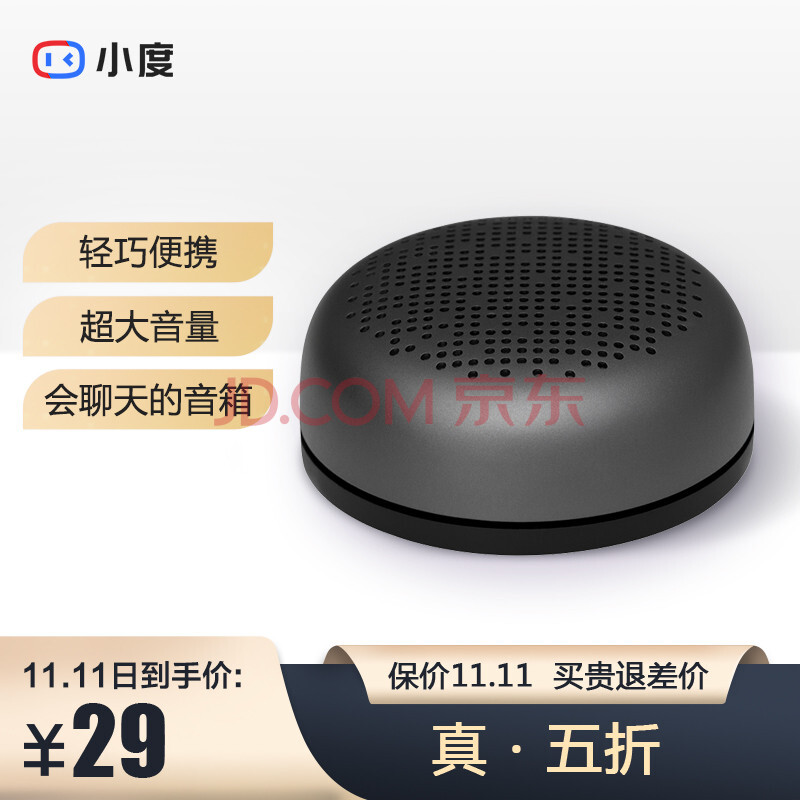 小度
轻巧便携
超大音量
会聊天的音箱
JD.COM 京东
11.11日到手价:
¥29
保价11.11 买贵退差价
真·五折